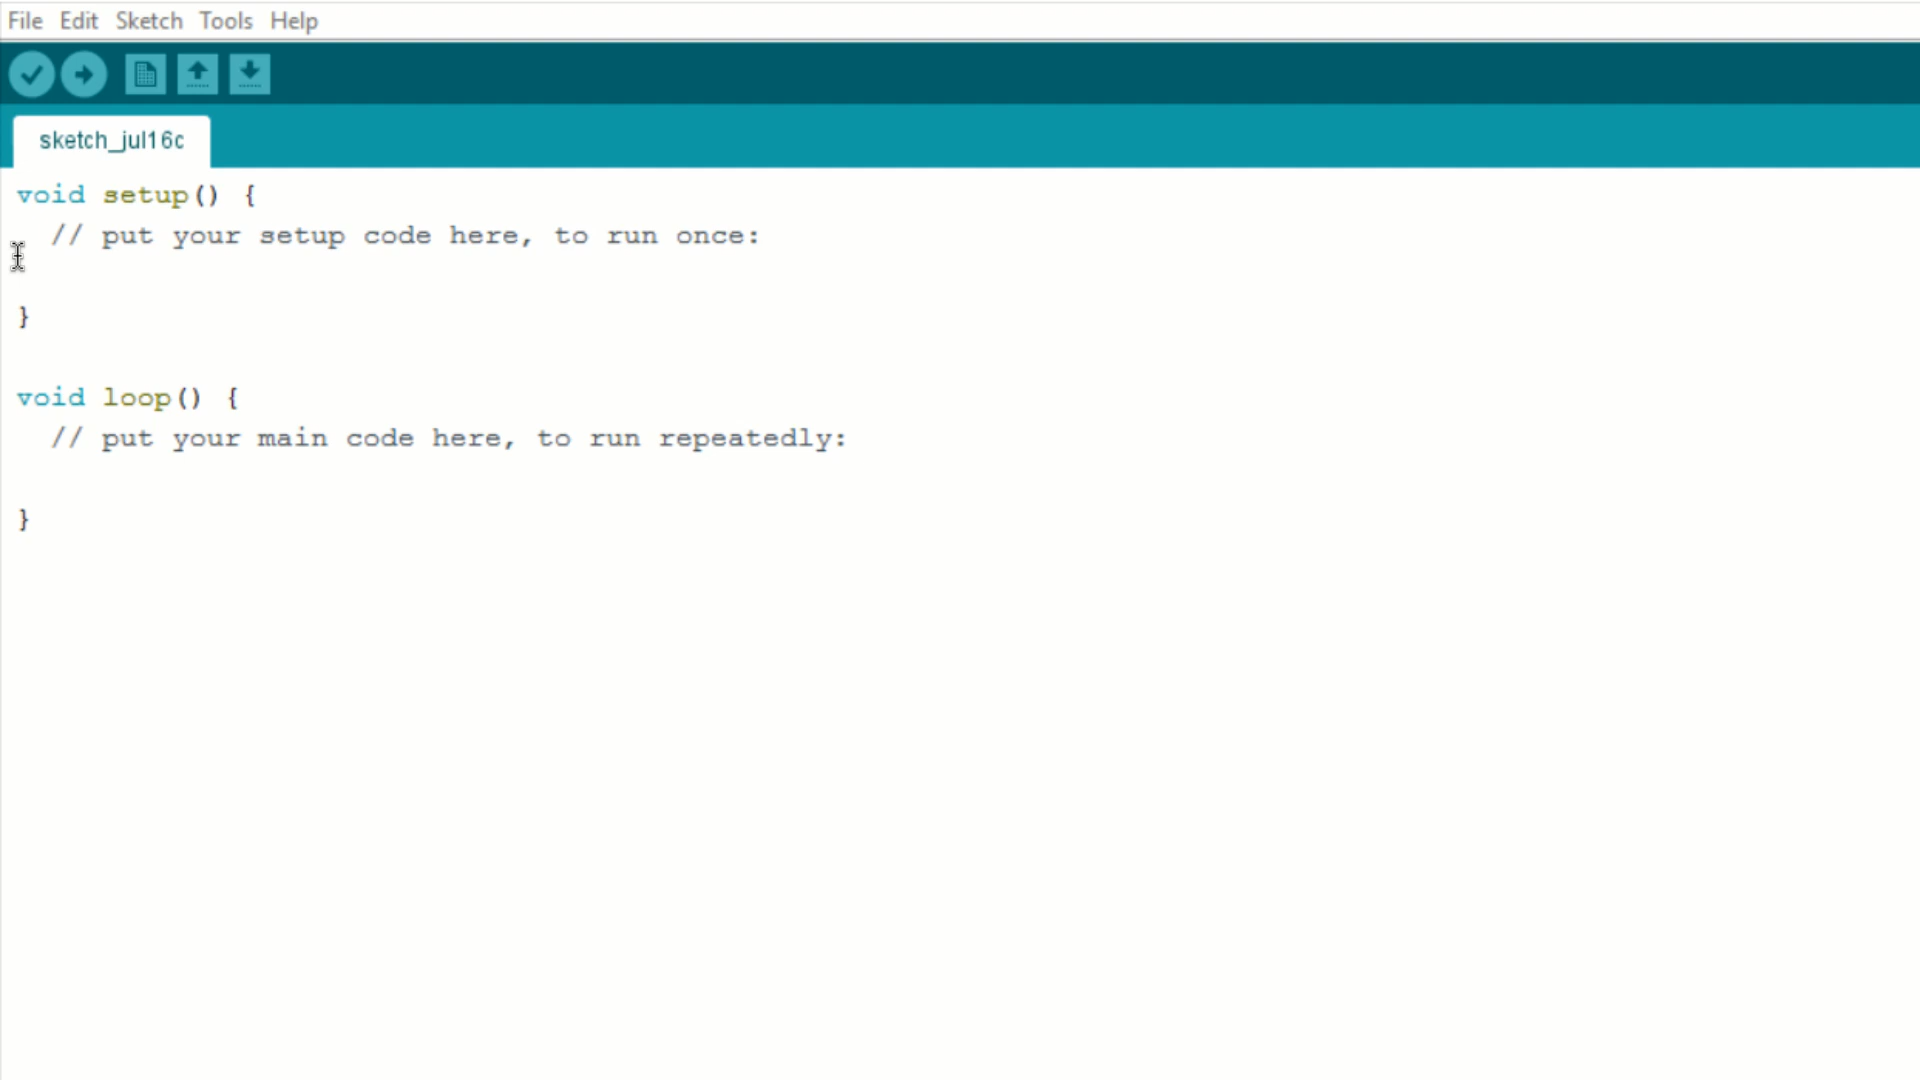 File Edit Sketch Tools Help
sketch_jul16c
void setup() {
  // put your setup code here, to run once:

}

void loop() {
  // put your main code here, to run repeatedly:

}